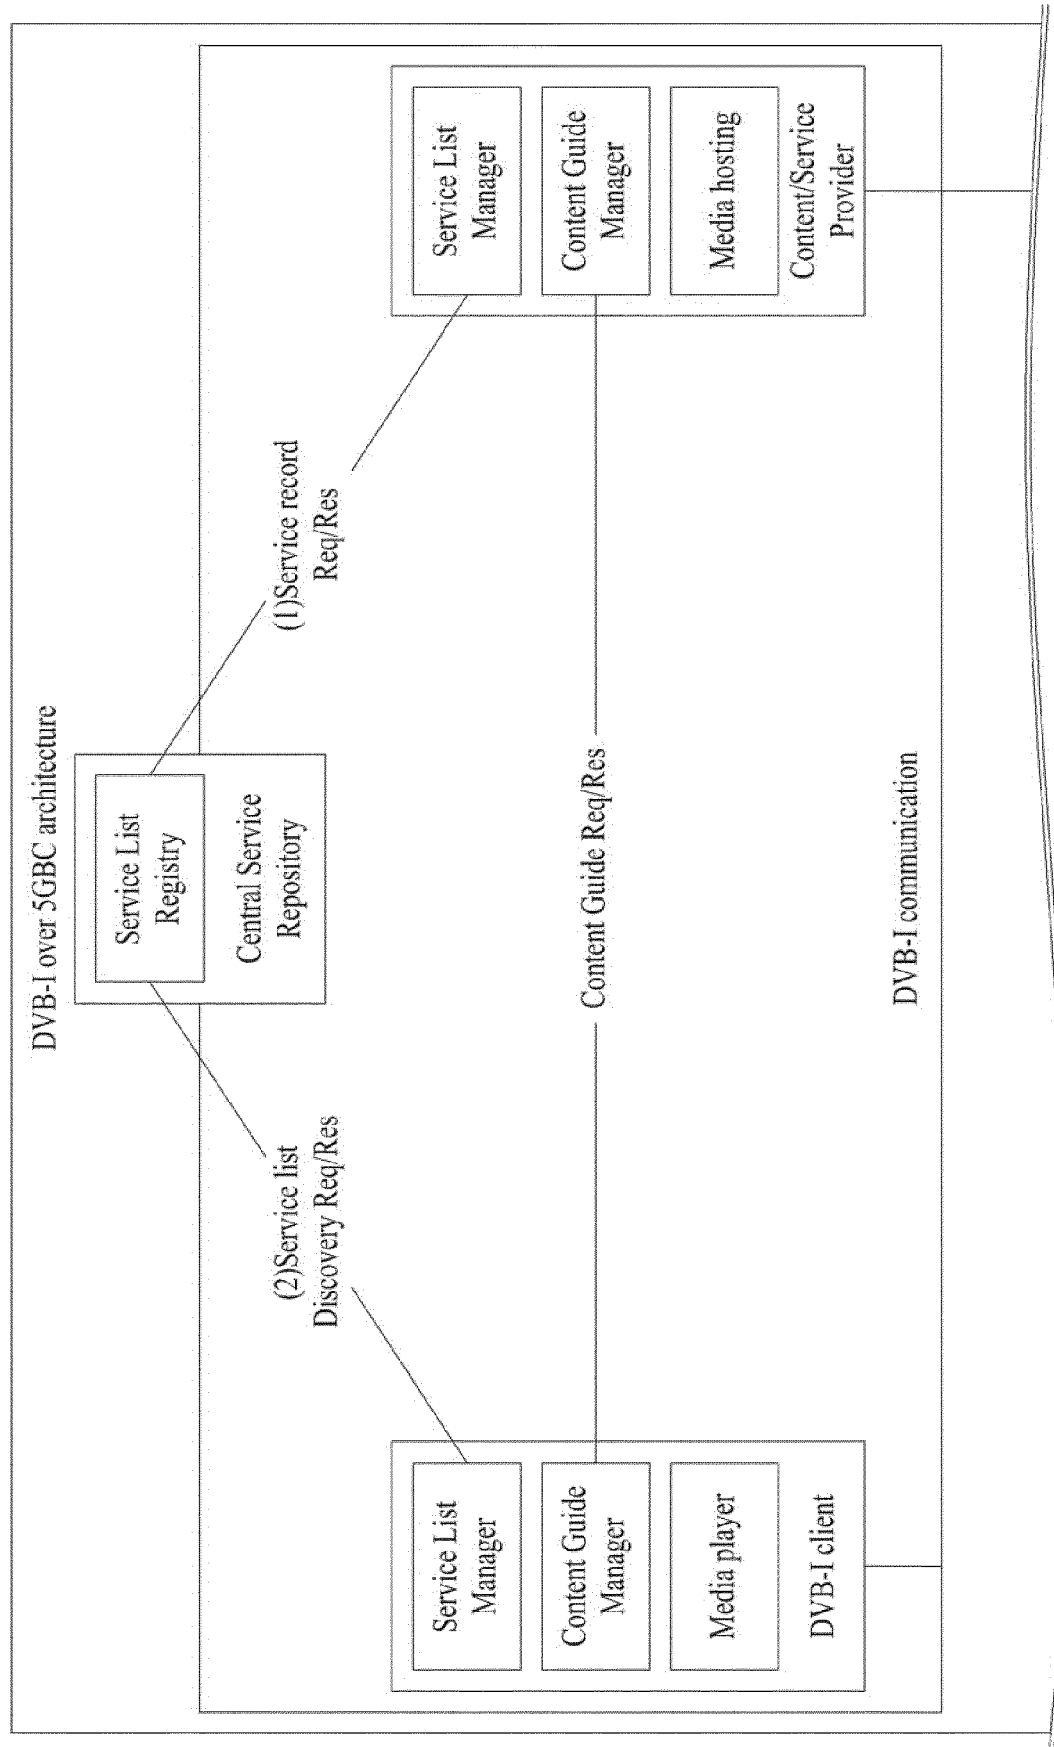 DVB-I over 5GBC architecture
Service List
Registry
Central Service
Repository
(2)Service list
Discovery Req/Res
(1)Service record
Req/Res
Service List
Manager
Content Guide
Manager
Media player
DVB-I client
Content Guide Req/Res
Service List
Manager
Content Guide
Manager
Media hosting
Content/Service
Provider
DVB-I communication